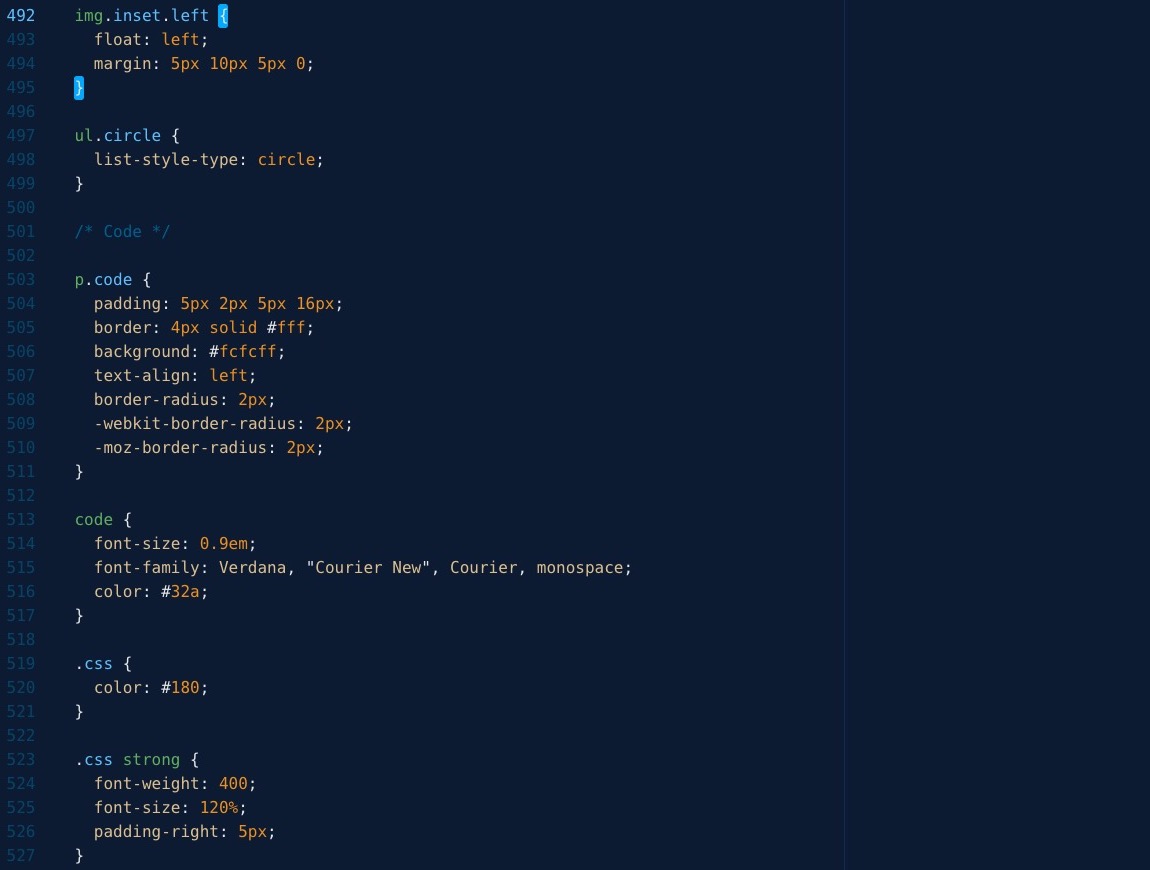 492 img.inset.left {
493   float: left;
494   margin: 5px 10px 5px 0;
495 }
496
497 ul.circle {
498   list-style-type: circle;
499 }
500
501 /* Code */
502
503 p.code {
504   padding: 5px 2px 5px 16px;
505   border: 4px solid #fff;
506   background: #fcfcff;
507   text-align: left;
508   border-radius: 2px;
509   -webkit-border-radius: 2px;
510   -moz-border-radius: 2px;
511 }
512
513 code {
514   font-size: 0.9em;
515   font-family: Verdana, "Courier New", Courier, monospace;
516   color: #32a;
517 }
518
519 .css {
520   color: #180;
521 }
522
523 .css strong {
524   font-weight: 400;
525   font-size: 120%;
526   padding-right: 5px;
527 }